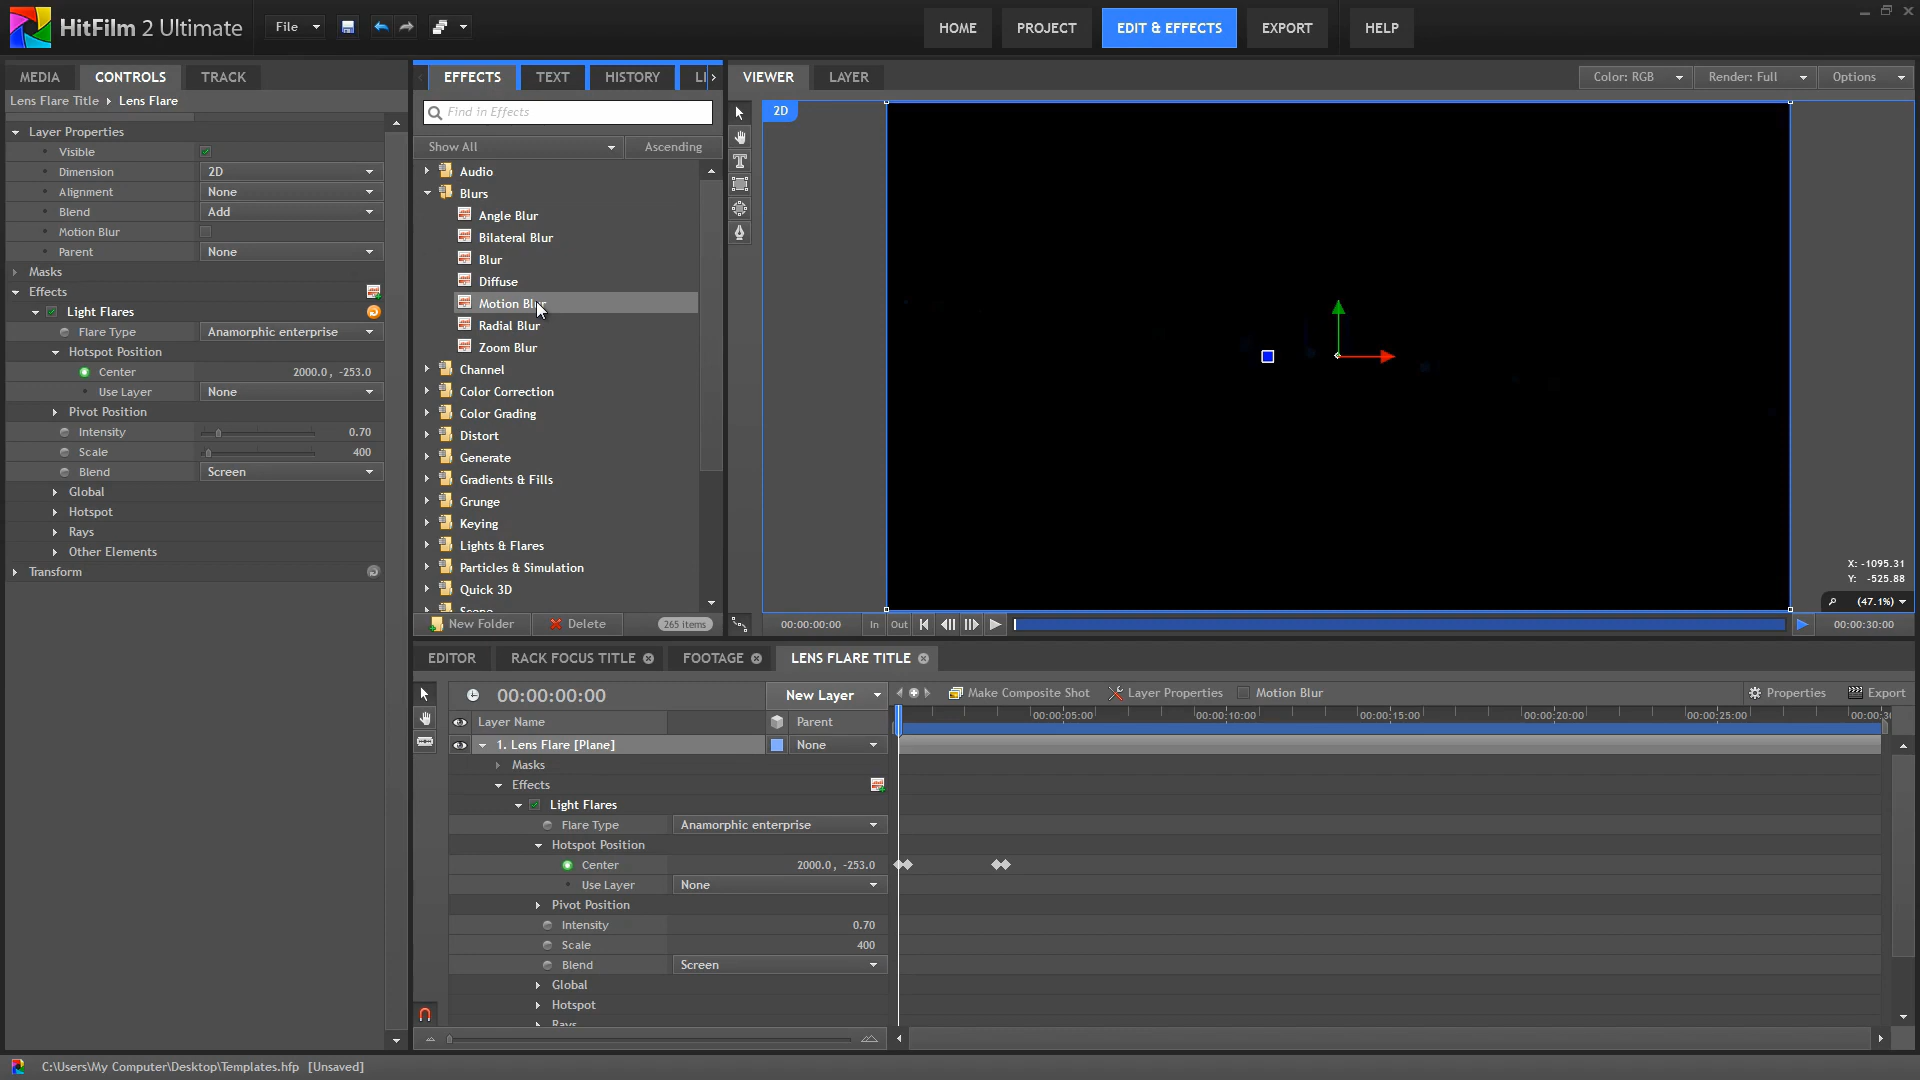 HitFilm 2 Ultimate
File
HOME
PROJECT
EDIT & EFFECTS
EXPORT
HELP
MEDIA
CONTROLS
TRACK
Lens Flare Title
Lens Flare
Layer Properties
Visible
Dimension 2D
Alignment None
Blend Add
Motion Blur
Parent None
Masks
Effects
Light Flares
Flare Type Anamorphic enterprise
Hotspot Position
Center 2000.0, -253.0
Use Layer None
Pivot Position
Intensity 0.70
Scale 400
Blend Screen
Global
Hotspot
Rays
Other Elements
Transform
EFFECTS
TEXT
HISTORY
LI
Find in Effects
Show All
Ascending
Audio
Blurs
Angle Blur
Bilateral Blur
Blur
Diffuse
Motion Blur
Radial Blur
Zoom Blur
Channel
Color Correction
Color Grading
Distort
Generate
Gradients & Fills
Grunge
Keying
Lights & Flares
Particles & Simulation
Quick 3D
New Folder
Delete
265 items
VIEWER
LAYER
Color: RGB
Render: Full
Options
2D
X: -1095.31
Y: -525.88
(47.1%)
00:00:00:00
In
Out
00:00:30:00
EDITOR
RACK FOCUS TITLE
FOOTAGE
LENS FLARE TITLE
00:00:00:00
New Layer
Make Composite Shot
Layer Properties
Motion Blur
Properties
Export
Layer Name
Parent
00:00:05:00
00:00:10:00
00:00:15:00
00:00:20:00
00:00:25:00
00:00:30
1. Lens Flare [Plane]
None
Masks
Effects
Light Flares
Flare Type Anamorphic enterprise
Hotspot Position
Center 2000.0, -253.0
Use Layer None
Pivot Position
Intensity 0.70
Scale 400
Blend Screen
Global
Hotspot
Rays
C:\Users\My Computer\Desktop\Templates.hfp [Unsaved]